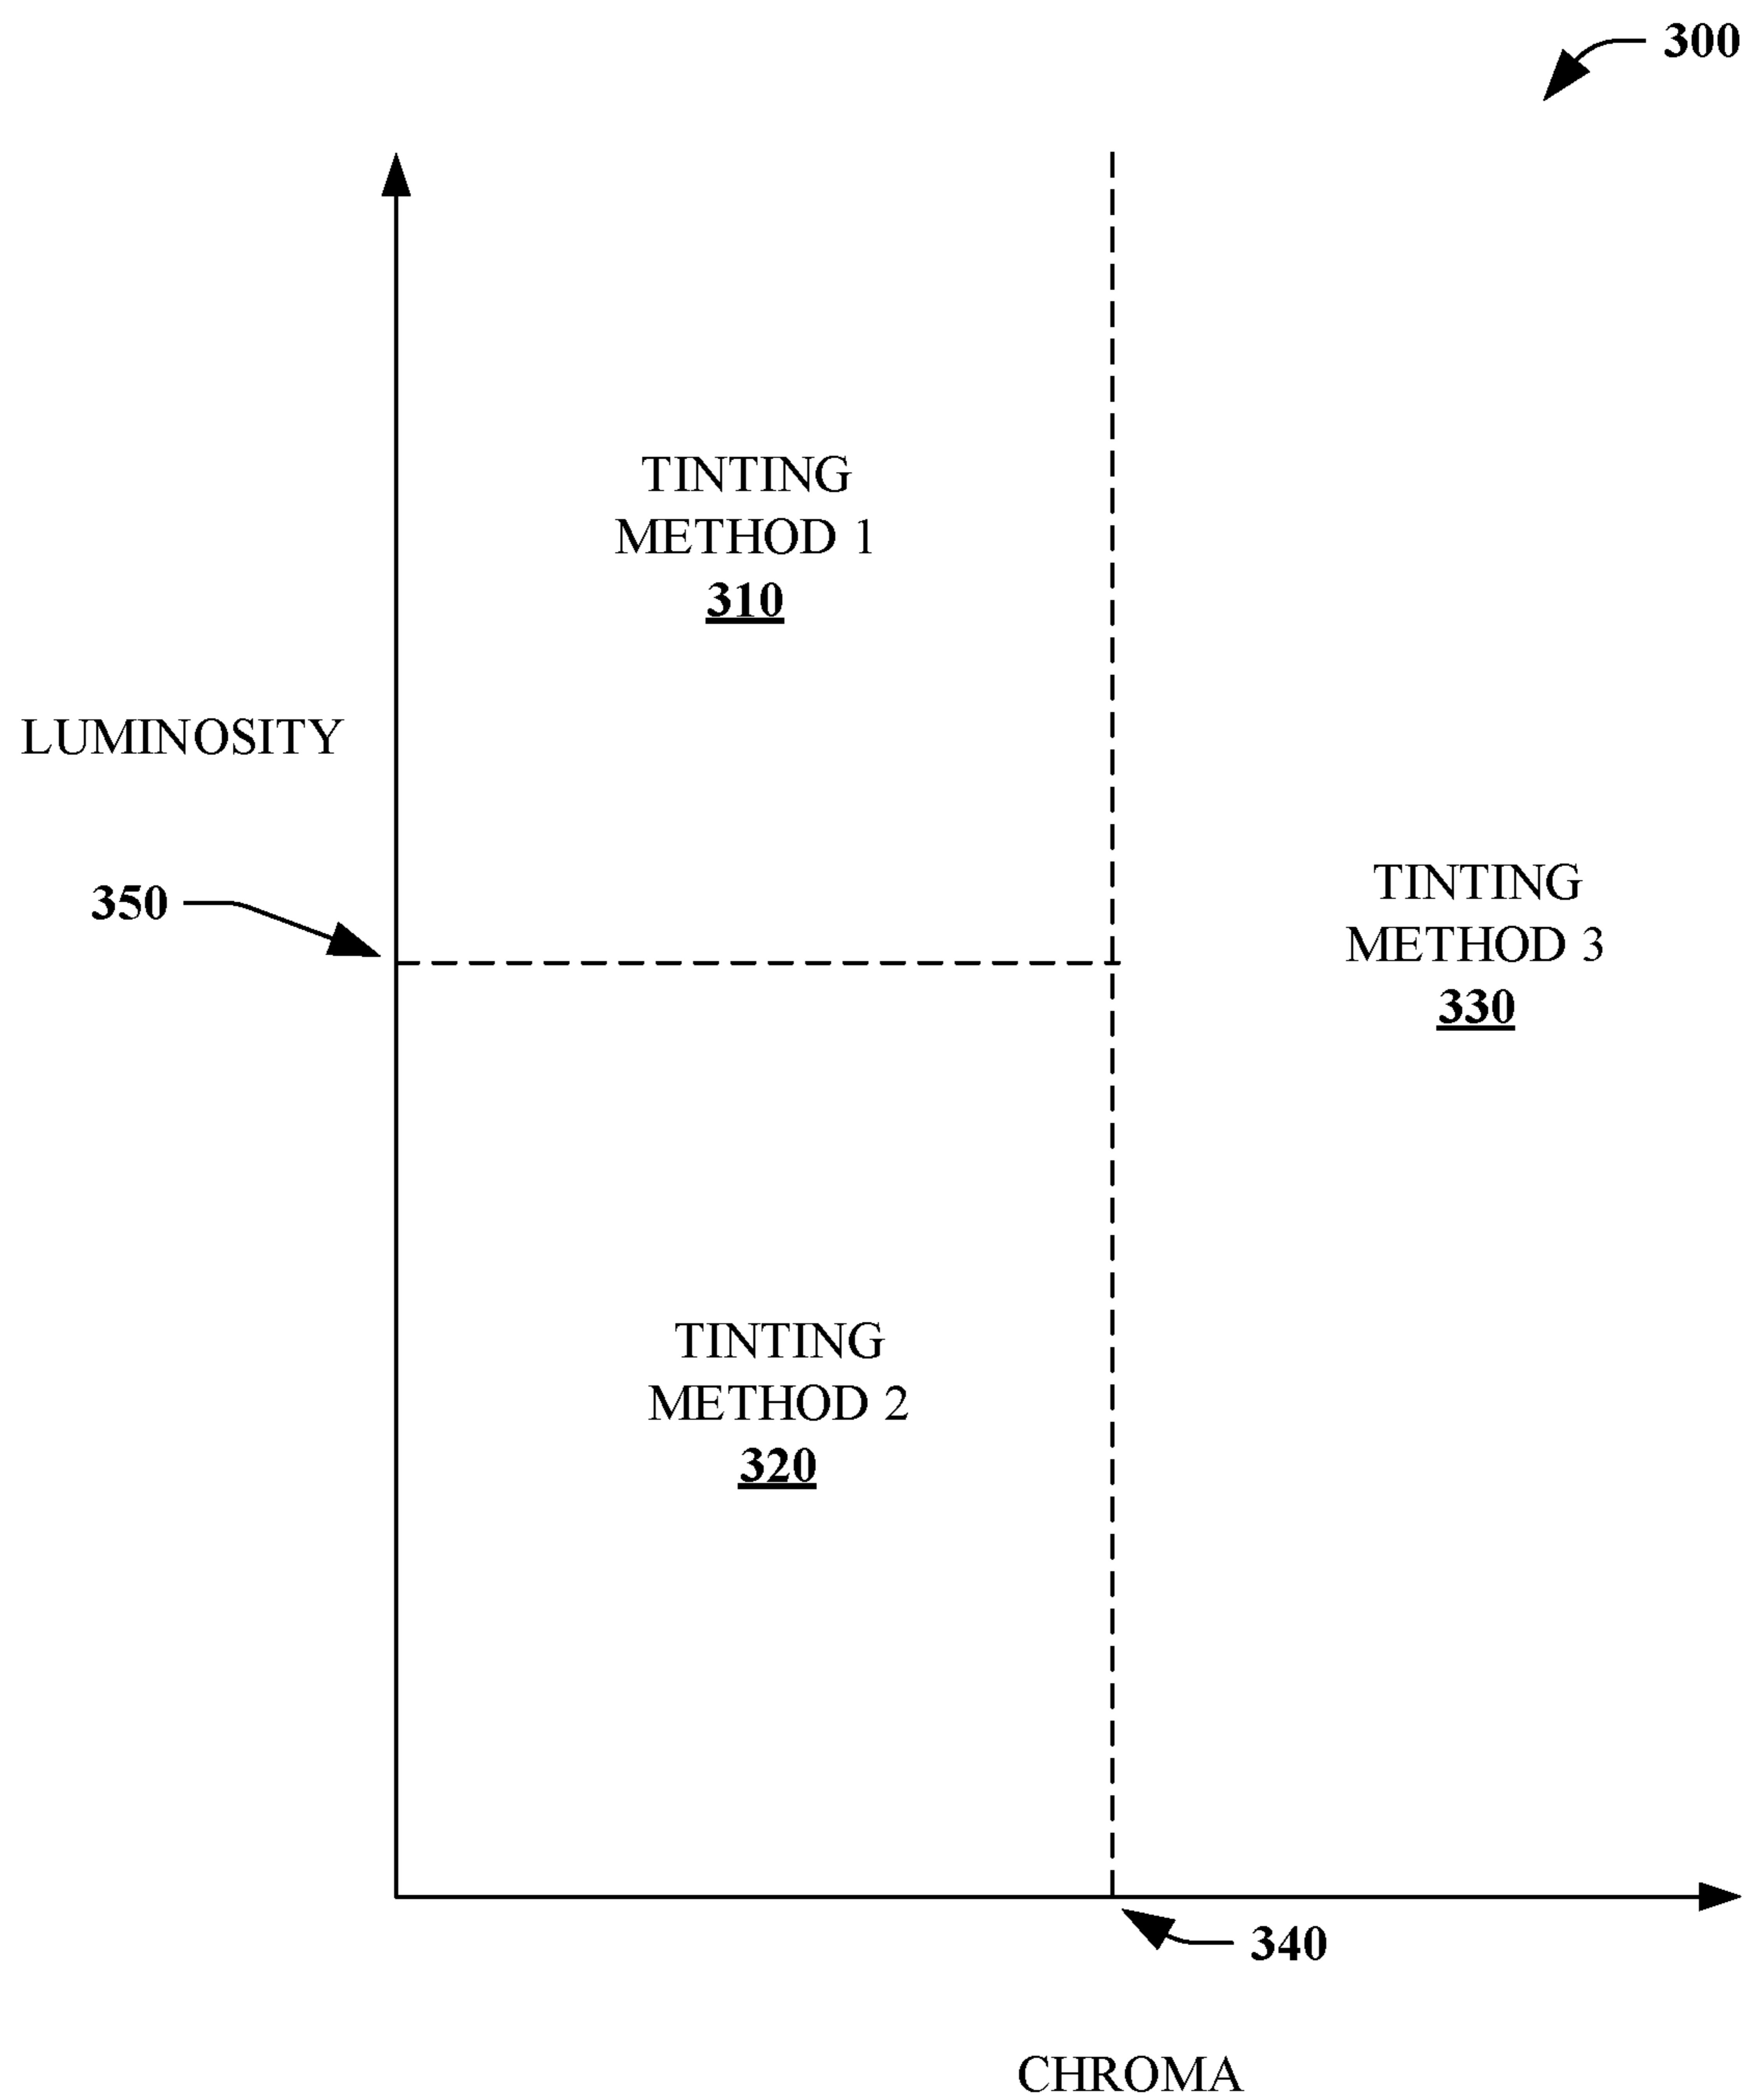 300
TINTING
METHOD 1
310
LUMINOSITY
350
TINTING
METHOD 3
330
TINTING
METHOD 2
320
340
CHROMA